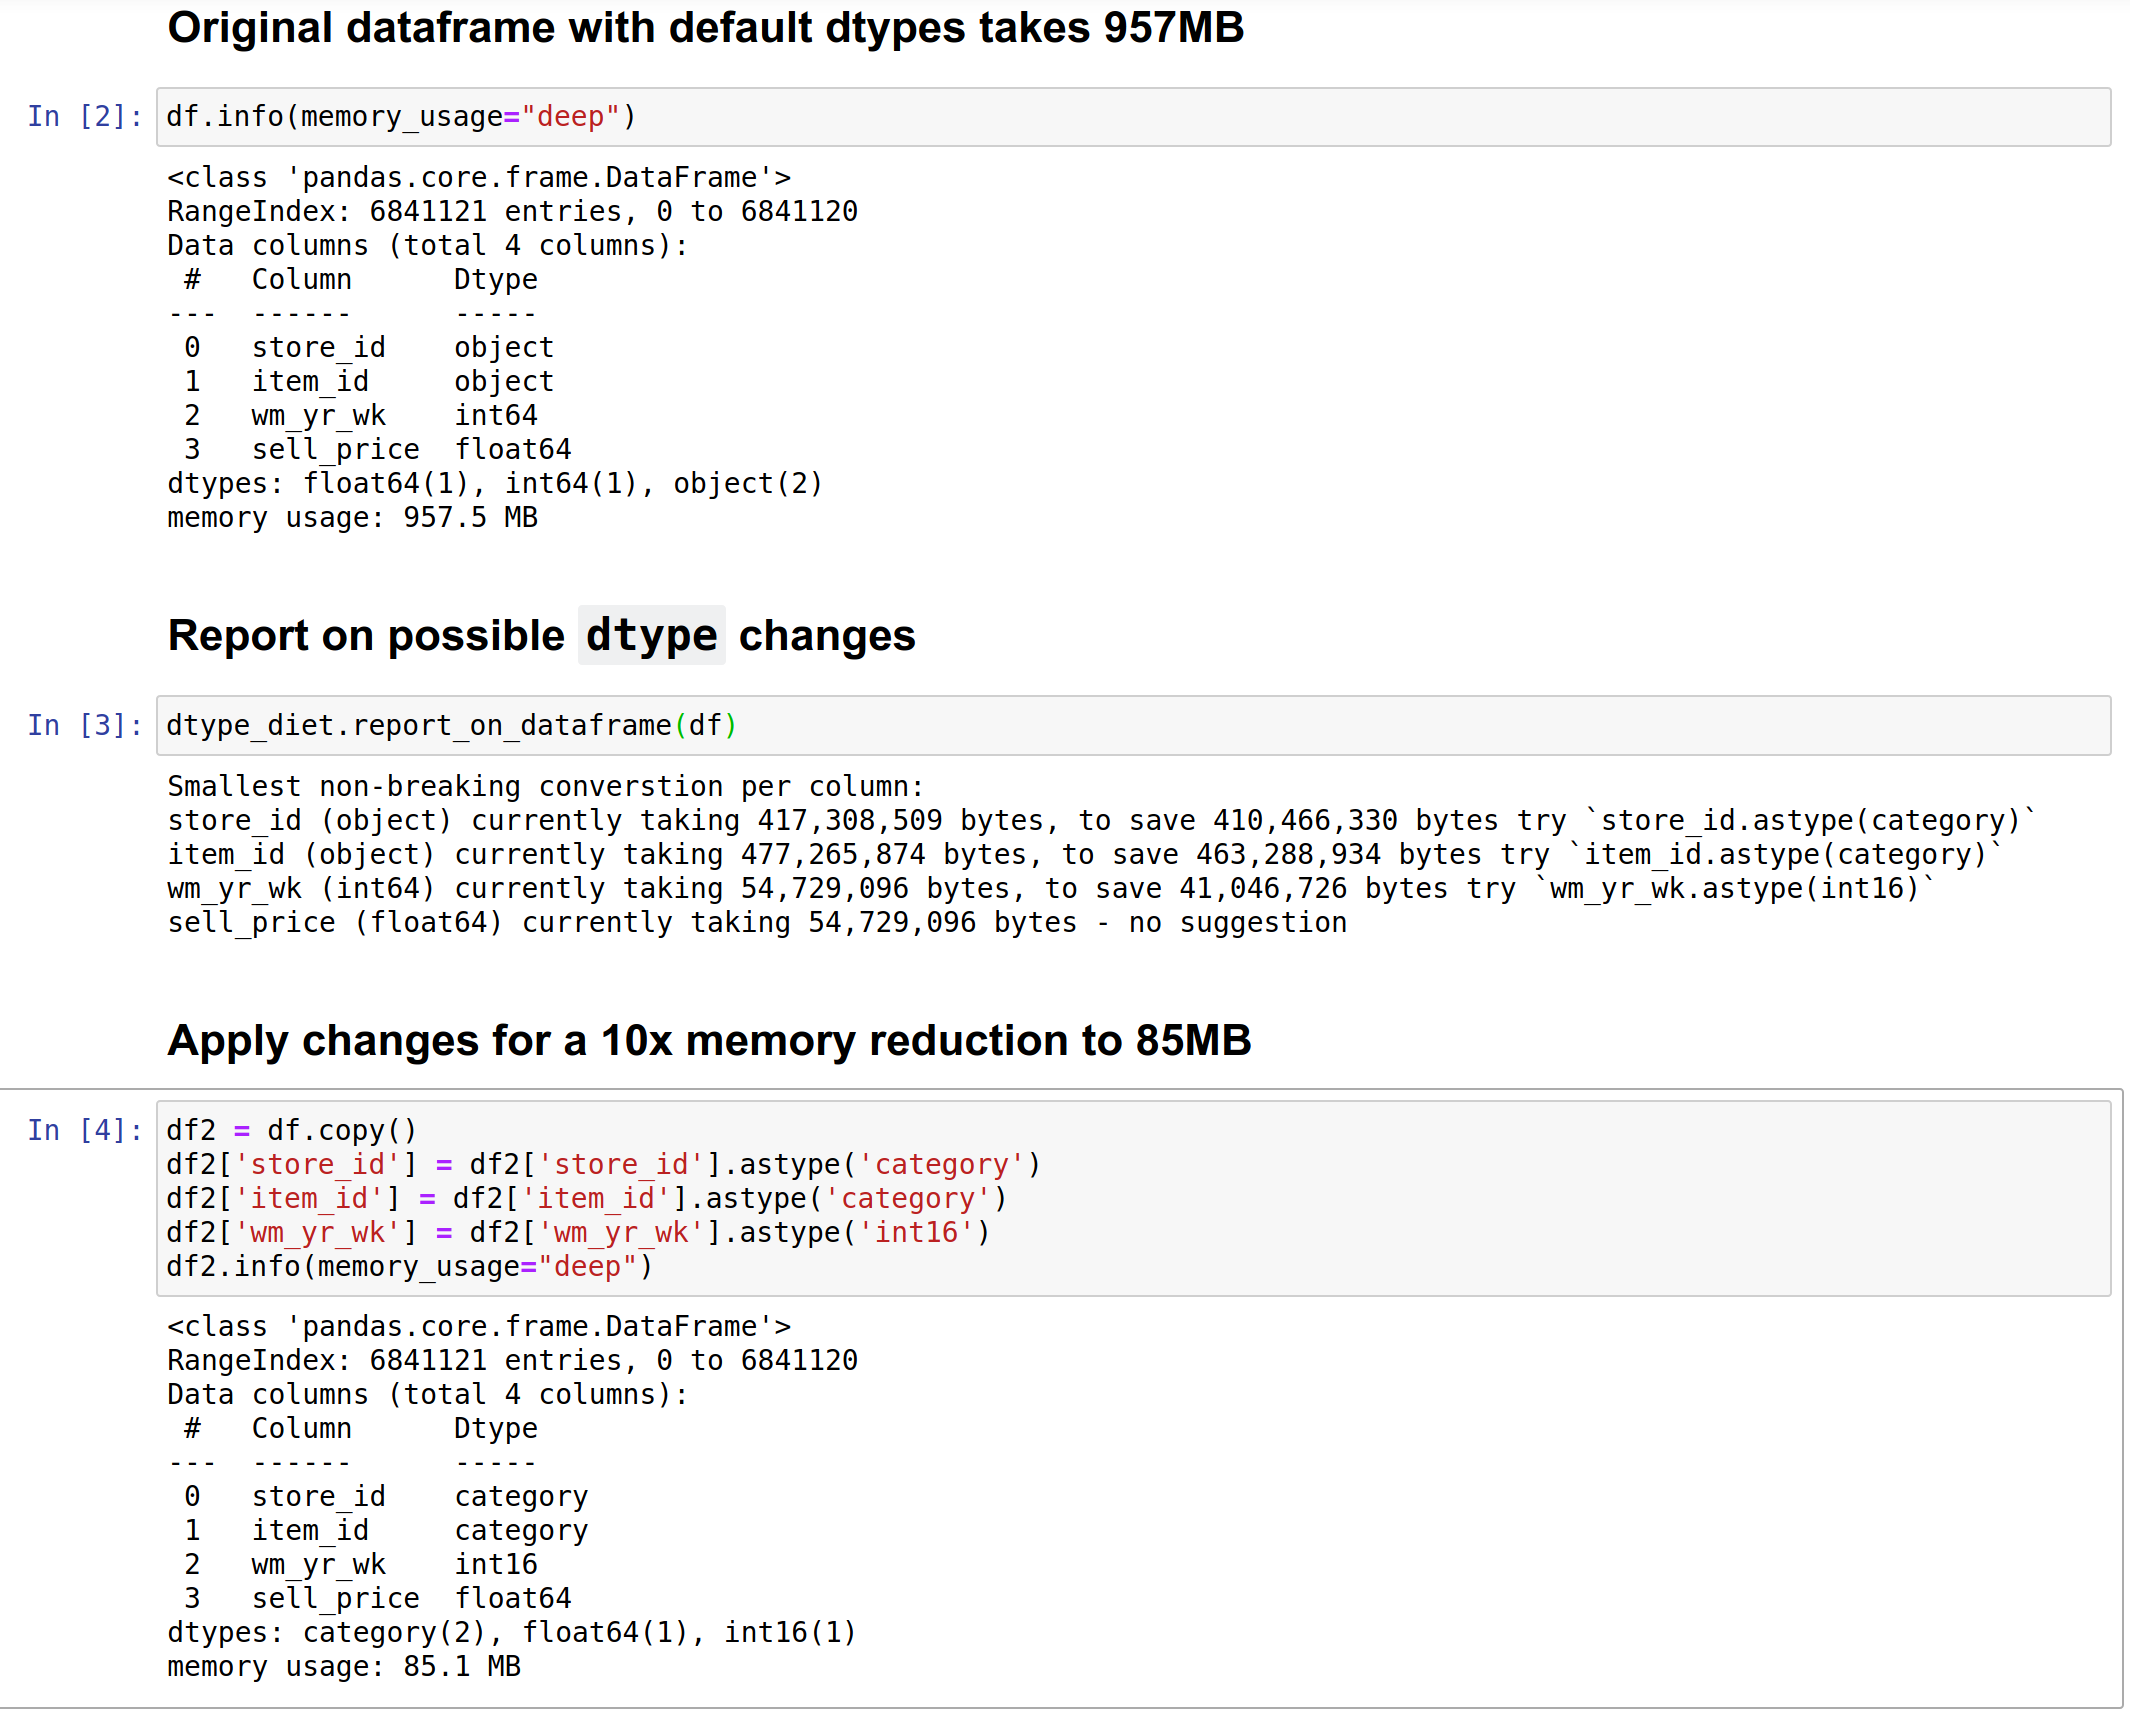 Original dataframe with default dtypes takes 957MB
In [2]: df.info(memory_usage="deep")
<class 'pandas.core.frame.DataFrame'>
RangeIndex: 6841121 entries, 0 to 6841120
Data columns (total 4 columns):
 #   Column      Dtype
---  ------      -----
 0   store_id    object
 1   item_id     object
 2   wm_yr_wk    int64
 3   sell_price  float64
dtypes: float64(1), int64(1), object(2)
memory usage: 957.5 MB
Report on possible dtype changes
In [3]: dtype_diet.report_on_dataframe(df)
Smallest non-breaking converstion per column:
store_id (object) currently taking 417,308,509 bytes, to save 410,466,330 bytes try `store_id.astype(category)`
item_id (object) currently taking 477,265,874 bytes, to save 463,288,934 bytes try `item_id.astype(category)`
wm_yr_wk (int64) currently taking 54,729,096 bytes, to save 41,046,726 bytes try `wm_yr_wk.astype(int16)`
sell_price (float64) currently taking 54,729,096 bytes - no suggestion
Apply changes for a 10x memory reduction to 85MB
In [4]: df2 = df.copy()
df2['store_id'] = df2['store_id'].astype('category')
df2['item_id'] = df2['item_id'].astype('category')
df2['wm_yr_wk'] = df2['wm_yr_wk'].astype('int16')
df2.info(memory_usage="deep")
<class 'pandas.core.frame.DataFrame'>
RangeIndex: 6841121 entries, 0 to 6841120
Data columns (total 4 columns):
 #   Column      Dtype
---  ------      -----
 0   store_id    category
 1   item_id     category
 2   wm_yr_wk    int16
 3   sell_price  float64
dtypes: category(2), float64(1), int16(1)
memory usage: 85.1 MB